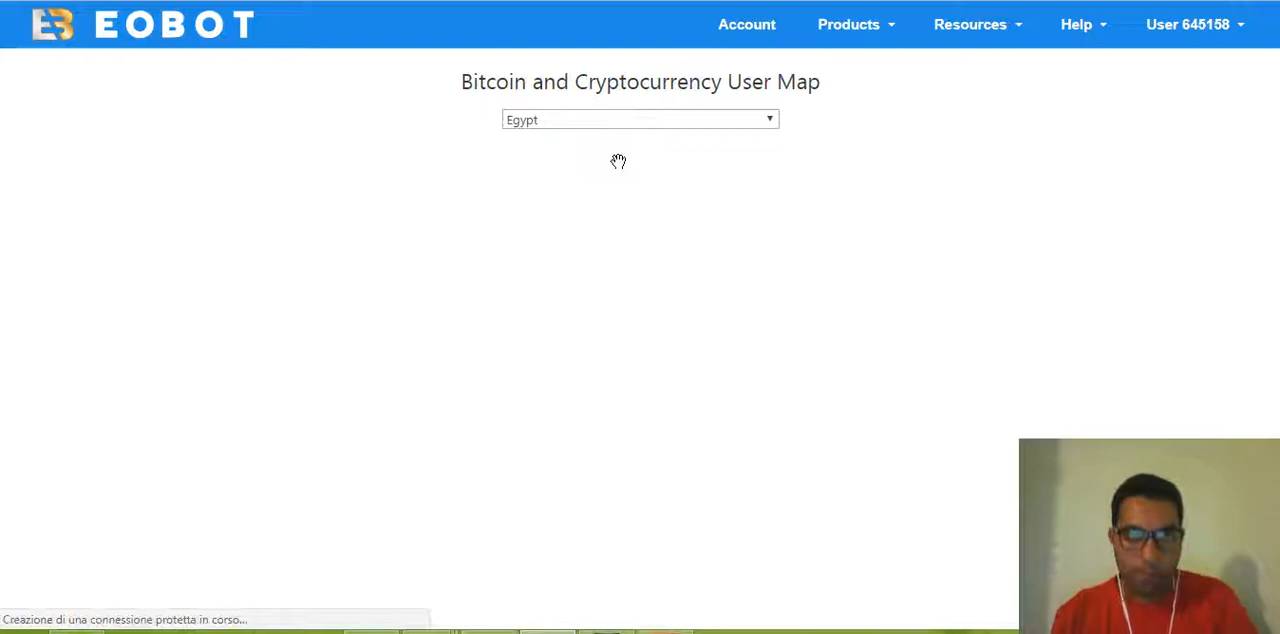 EB EOBOT
Account Products Resources Help User 645158
Bitcoin and Cryptocurrency User Map
Egypt
Creazione di una connessione protetta in corso...